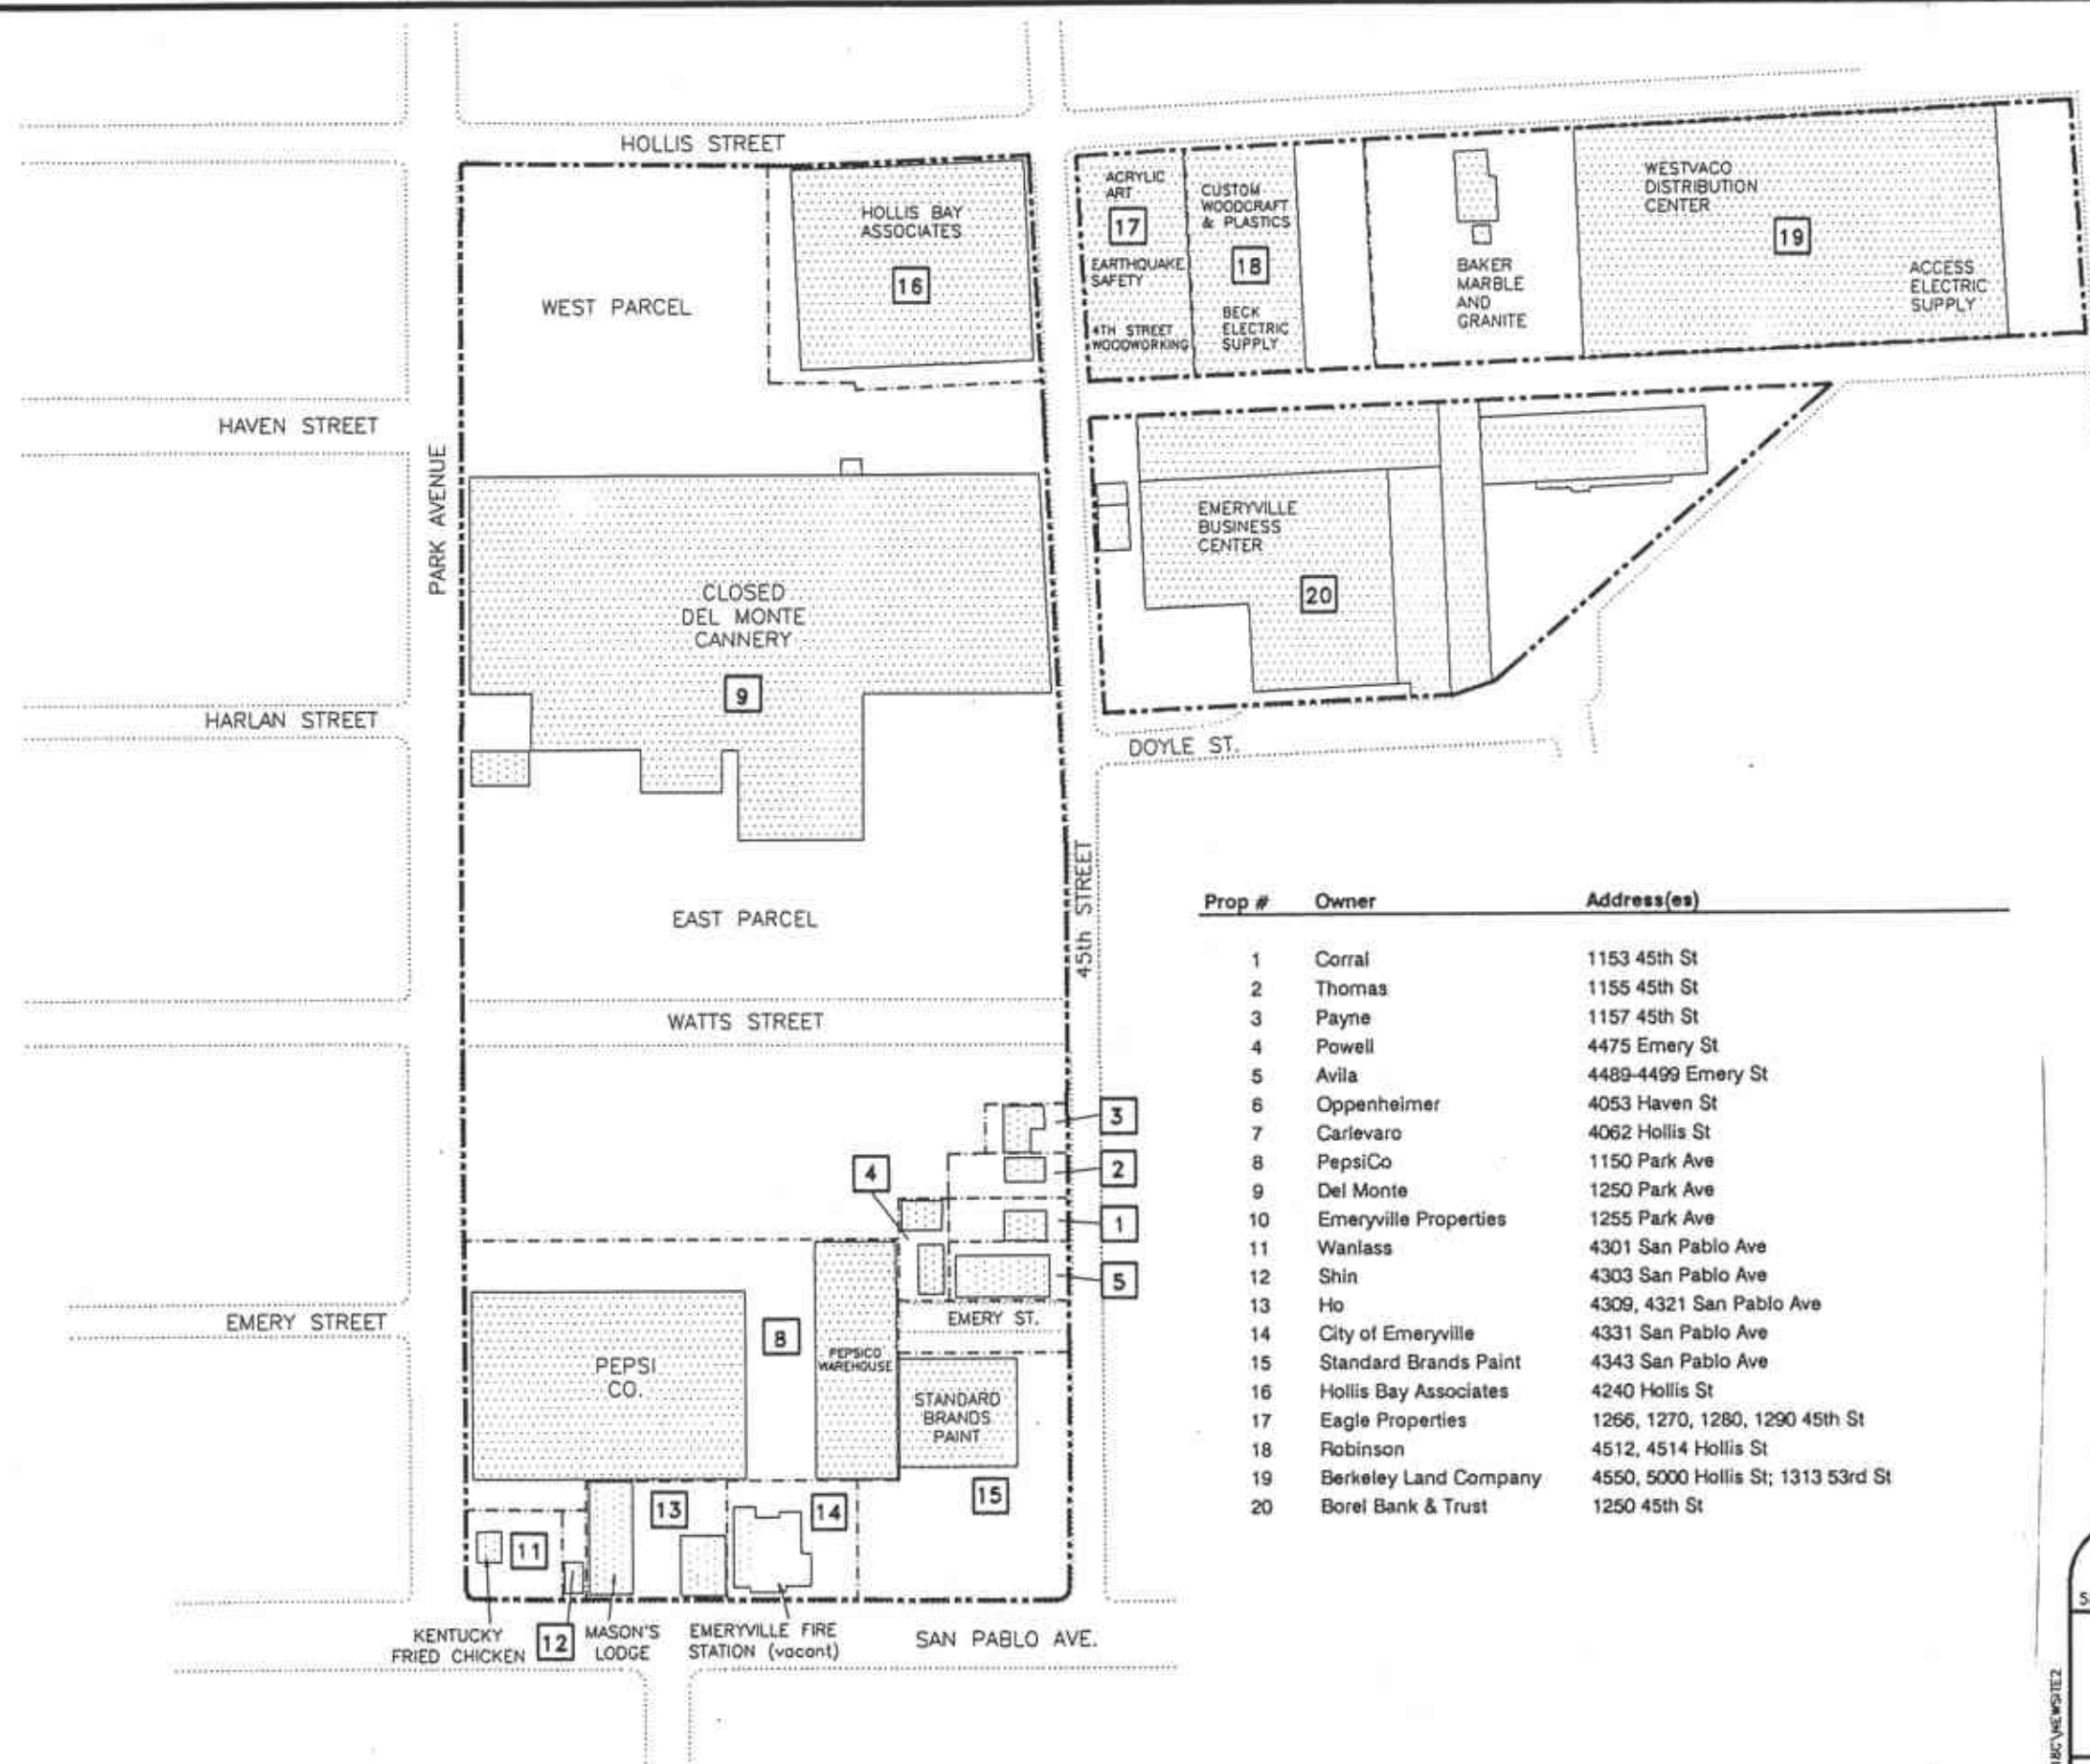 HOLLIS STREET
HOLLIS BAY
ASSOCIATES
16
WEST PARCEL
ACRYLIC
ART
17
EARTHQUAKE
SAFETY
4TH STREET
WOODWORKING
CUSTOM
WOODCRAFT
& PLASTICS
18
BECK
ELECTRIC
SUPPLY
BAKER
MARBLE
AND
GRANITE
WESTVACO
DISTRIBUTION
CENTER
19
ACCESS
ELECTRIC
SUPPLY
HAVEN STREET
PARK AVENUE
CLOSED
DEL MONTE
CANNERY
9
EMERYVILLE
BUSINESS
CENTER
20
HARLAN STREET
DOYLE ST.
EAST PARCEL
45th STREET
WATTS STREET
3
2
4
1
5
EMERY STREET
EMERY ST.
8
PEPSI
CO.
PEPSICO
WAREHOUSE
STANDARD
BRANDS
PAINT
15
13
14
11
KENTUCKY
FRIED CHICKEN
12
MASON'S
LODGE
EMERYVILLE FIRE
STATION (vacant)
SAN PABLO AVE.
Prop # Owner Address(es)
1 Corral 1153 45th St
2 Thomas 1155 45th St
3 Payne 1157 45th St
4 Powell 4475 Emery St
5 Avila 4489-4499 Emery St
6 Oppenheimer 4053 Haven St
7 Carlevaro 4062 Hollis St
8 PepsiCo 1150 Park Ave
9 Del Monte 1250 Park Ave
10 Emeryville Properties 1255 Park Ave
11 Wanlass 4301 San Pablo Ave
12 Shin 4303 San Pablo Ave
13 Ho 4309, 4321 San Pablo Ave
14 City of Emeryville 4331 San Pablo Ave
15 Standard Brands Paint 4343 San Pablo Ave
16 Hollis Bay Associates 4240 Hollis St
17 Eagle Properties 1266, 1270, 1280, 1290 45th St
18 Robinson 4512, 4514 Hollis St
19 Berkeley Land Company 4550, 5000 Hollis St; 1313 53rd St
20 Borel Bank & Trust 1250 45th St